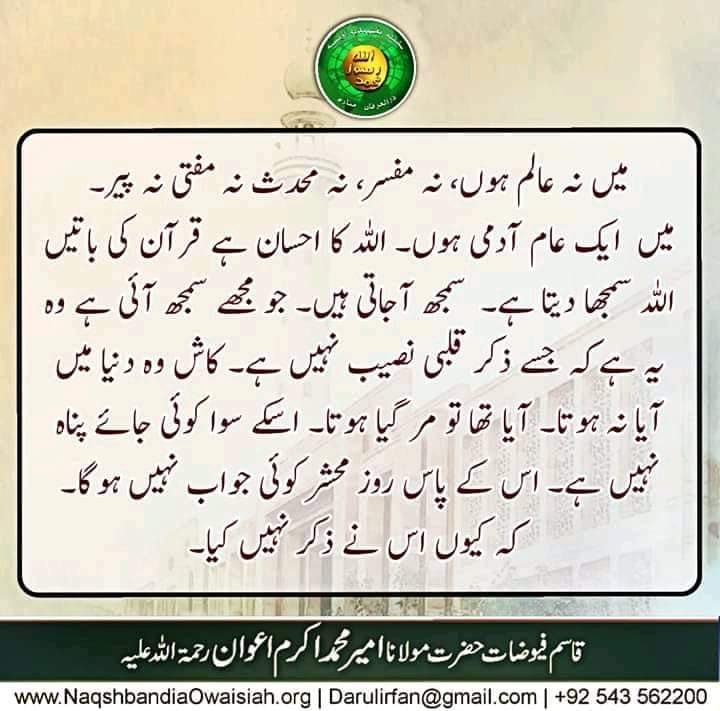 اللہ
رسول
محمد
میں نہ عالم ہوں، نہ مفسر، نہ محدث نہ مفتی نہ پیر۔
میں ایک عام آدمی ہوں۔ اللہ کا احسان ہے قرآن کی باتیں
اللہ سمجھا دیتا ہے۔ سمجھ آجاتی ہیں۔ جو مجھے سمجھ آئی ہے وہ
یہ ہے کہ جسے ذکر قلبی نصیب نہیں ہے۔ کاش وہ دنیا میں
آیا نہ ہوتا۔ آیا تھا تو مر گیا ہوتا۔ اسکے سوا کوئی جائے پناہ
نہیں ہے۔ اس کے پاس روز محشر کوئی جواب نہیں ہو گا۔
کہ کیوں اس نے ذکر نہیں کیا۔
قاسم فیوضات حضرت مولانا امیر محمد اکرم اعوان رحمۃ اللہ علیہ
www.NaqshbandiaOwaisiah.org | Darulirfan@gmail.com | +92 543 562200